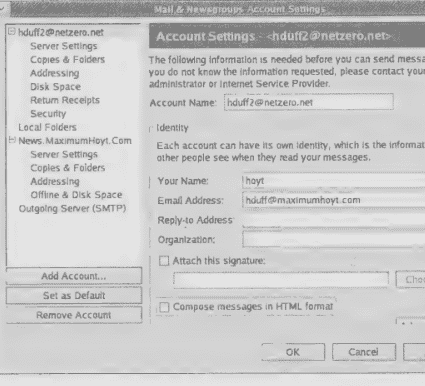 Mail & Newsgroups Account Settings
hduff2@netzero.net
Server Settings
Copies & Folders
Addressing
Disk Space
Return Receipts
Security
Local Folders
News.MaximumHoyt.Com
Server Settings
Copies & Folders
Addressing
Offline & Disk Space
Outgoing Server (SMTP)
Add Account...
Set as Default
Remove Account
Account Settings - <hduff2@netzero.net>
The following information is needed before you can send messa
you do not know the information requested, please contact your
administrator or Internet Service Provider.
Account Name: hduff2@netzero.net
Identity
Each account can have its own identity, which is the informat
other people see when they read your messages.
Your Name: hoyt
Email Address: hduff@maximumhoyt.com
Reply-to Address
Organization:
Attach this signature:
Choo
Compose messages in HTML format
OK
Cancel